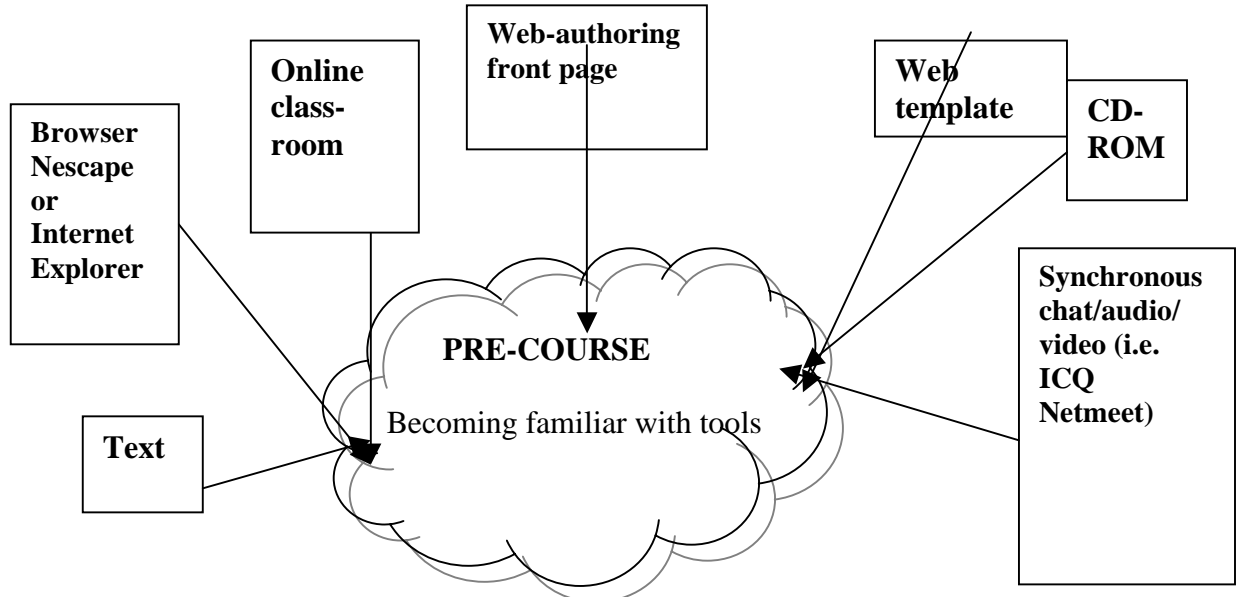 Web-authoring
front page
Online
class-
room
Web
template
CD-
ROM
Browser
Nescape
or
Internet
Explorer
Synchronous
chat/audio/
video (i.e.
ICQ
Netmeet)
PRE-COURSE
Becoming familiar with tools
Text